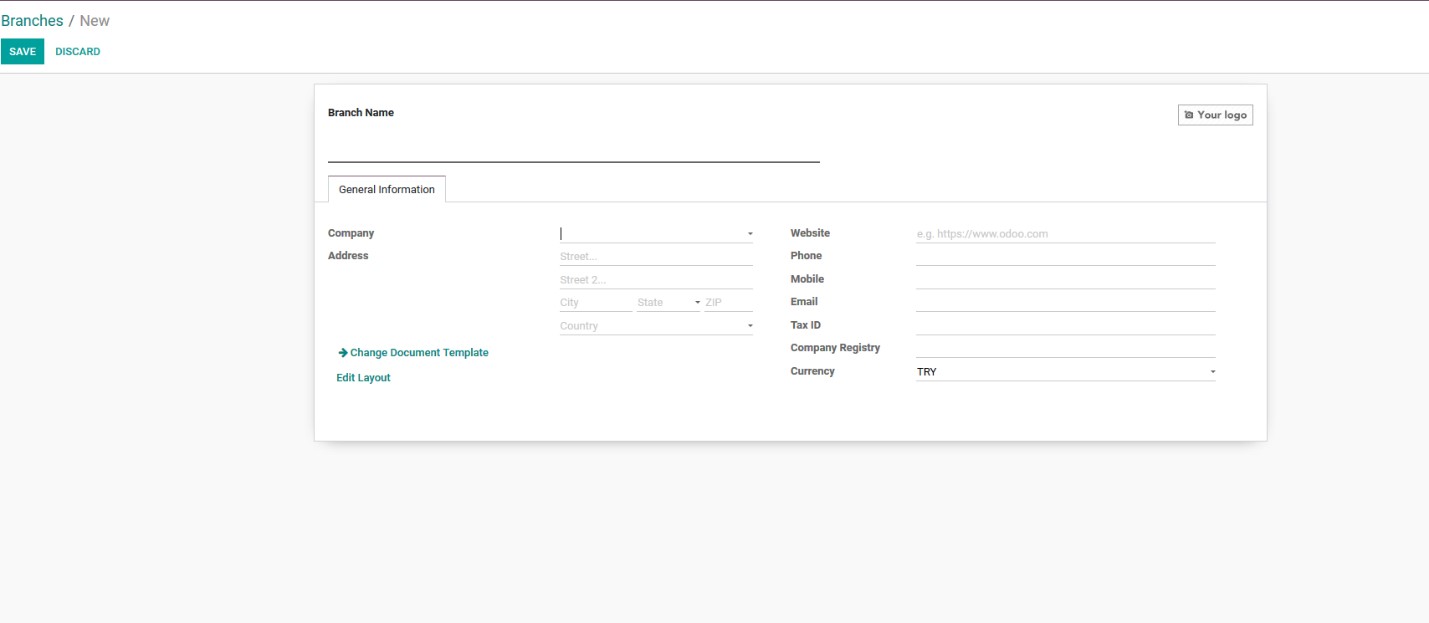 Branches / New
SAVE DISCARD
Branch Name
Your logo
General Information
Company
Address
Street...
Street 2...
City State ZIP
Country
Change Document Template
Edit Layout
Website e.g. https://www.odoo.com
Phone
Mobile
Email
Tax ID
Company Registry
Currency TRY